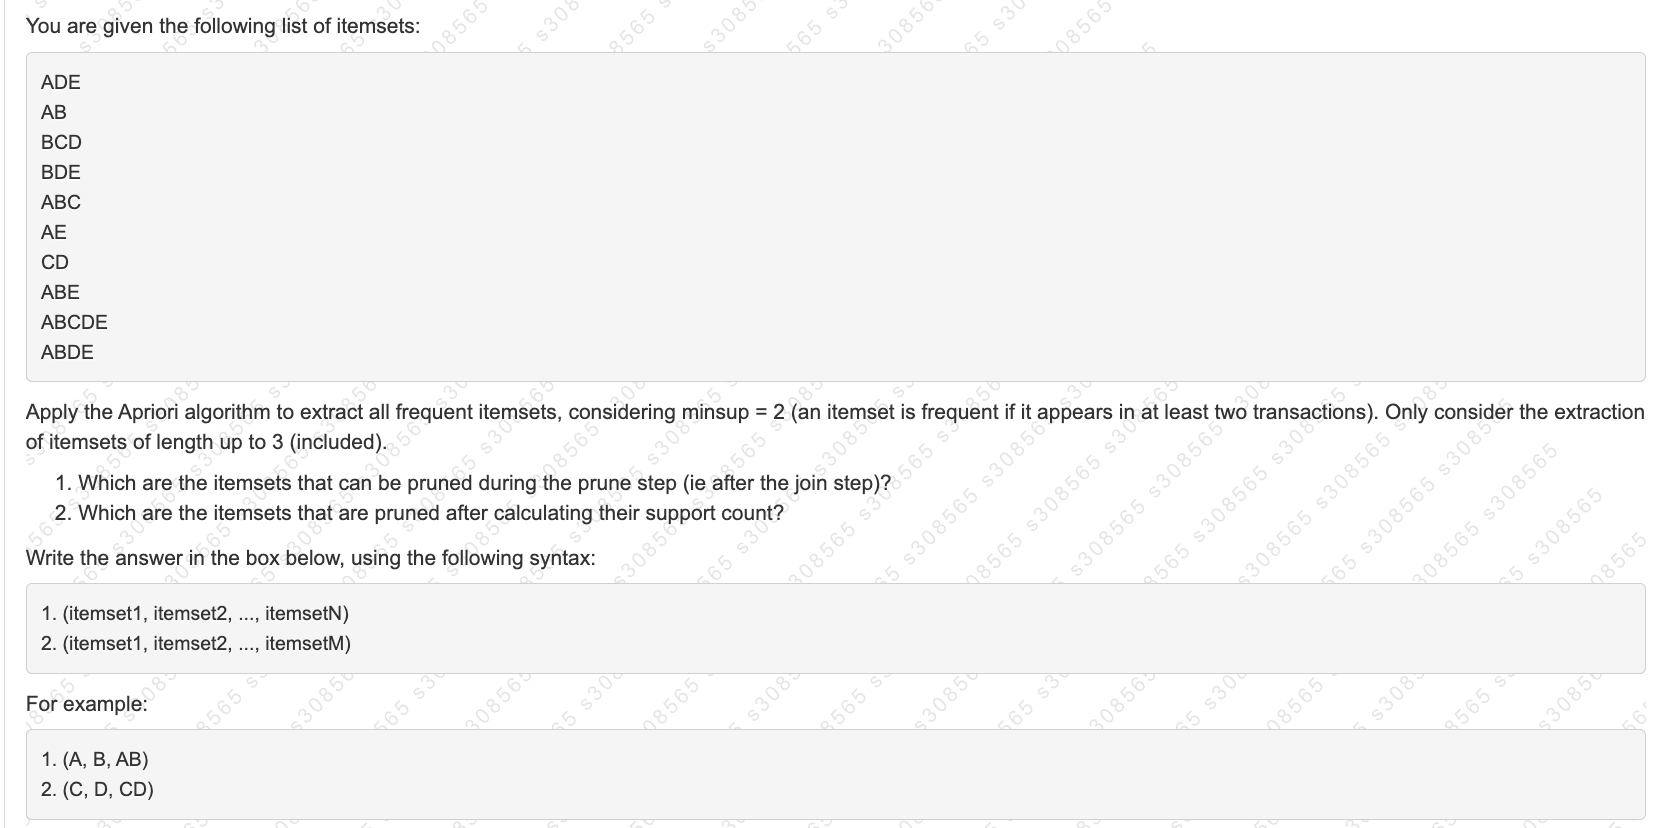 You are given the following list of itemsets:
ADE
AB
BCD
BDE
ABC
AE
CD
ABE
ABCDE
ABDE
Apply the Apriori algorithm to extract all frequent itemsets, considering minsup = 2 (an itemset is frequent if it appears in at least two transactions). Only consider the extraction
of itemsets of length up to 3 (included).
1. Which are the itemsets that can be pruned during the prune step (ie after the join step)?
2. Which are the itemsets that are pruned after calculating their support count?
Write the answer in the box below, using the following syntax:
1. (itemset1, itemset2, ..., itemsetN)
2. (itemset1, itemset2, ..., itemsetM)
For example:
1. (A, B, AB)
2. (C, D, CD)